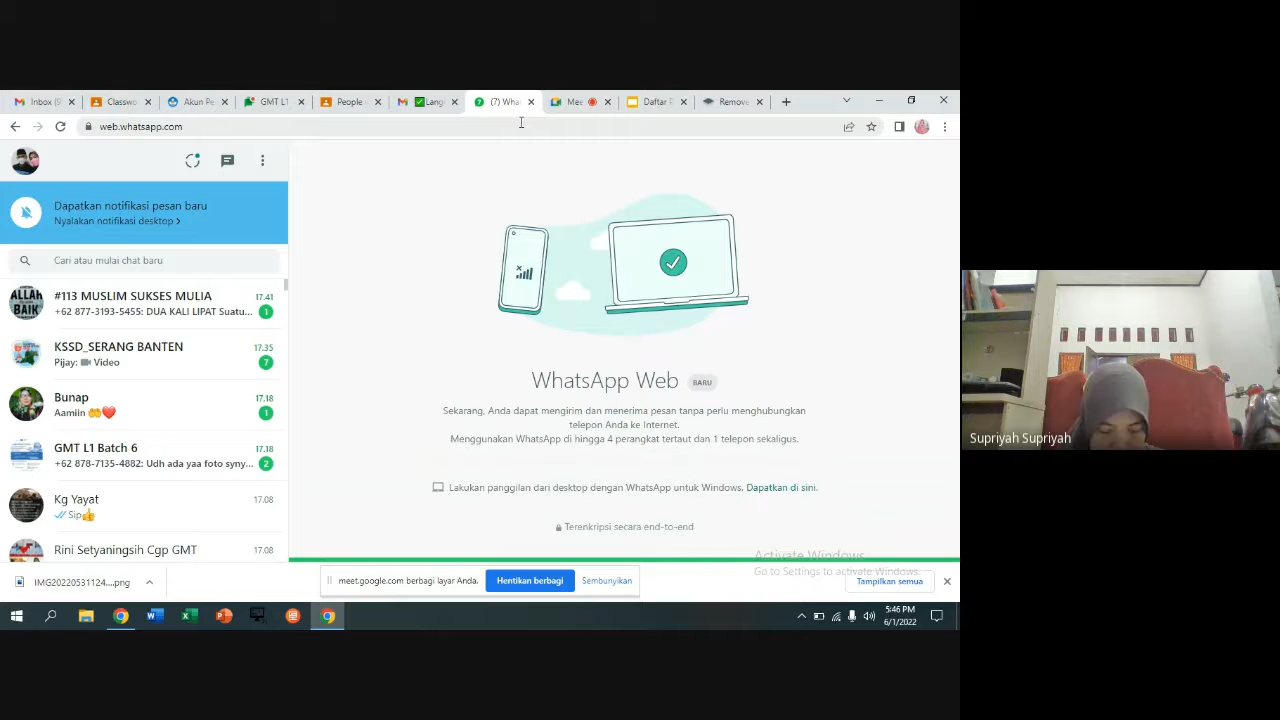 Inbox (9
Classwo
Akun Pe
GMT L1
People
✅Lang
(7) Wha
Mee
Daftar P
Remove
web.whatsapp.com
Dapatkan notifikasi pesan baru
Nyalakan notifikasi desktop >
Cari atau mulai chat baru
#113 MUSLIM SUKSES MULIA 17.41
+62 877-3193-5455: DUA KALI LIPAT Suatu... 1
KSSD_SERANG BANTEN 17.35
Pijay: Video 7
Bunap 17.18
Aamiin 🤲❤️ 1
GMT L1 Batch 6 17.18
+62 878-7135-4882: Udh ada yaa foto syny... 2
Kg Yayat 17.08
Sip👍
Rini Setyaningsih Cgp GMT 17.08
ALLAH
BAIK
WhatsApp Web BARU
Sekarang, Anda dapat mengirim dan menerima pesan tanpa perlu menghubungkan
telepon Anda ke Internet.
Menggunakan WhatsApp di hingga 4 perangkat tertaut dan 1 telepon sekaligus.
Lakukan panggilan dari desktop dengan WhatsApp untuk Windows. Dapatkan di sini.
Terenkripsi secara end-to-end
Activate Windows
Go to Settings to activate Windows.
IMG20220531124....png
meet.google.com berbagi layar Anda. Hentikan berbagi Sembunyikan
Tampilkan semua
5:46 PM
6/1/2022
Supriyah Supriyah